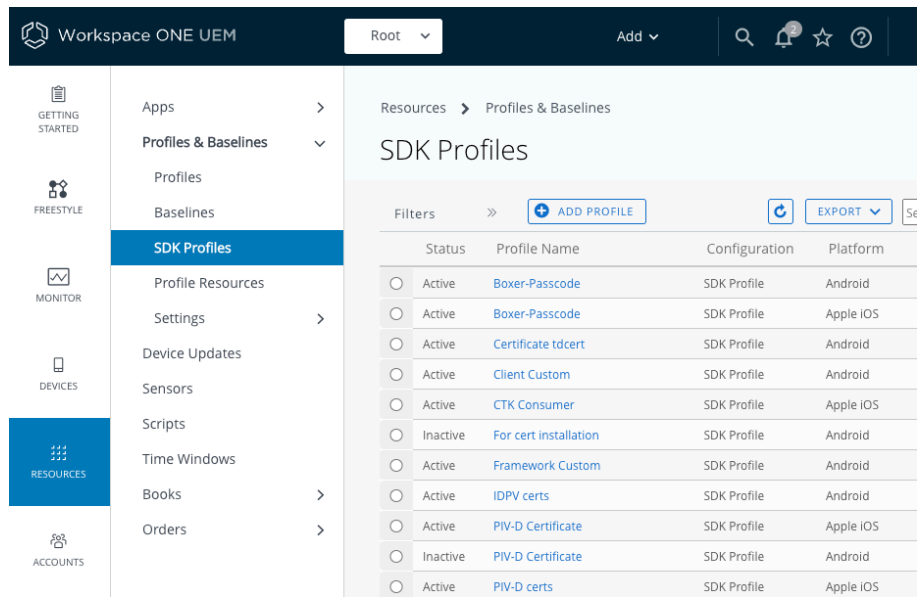 Workspace ONE UEM
Root
Add
2
GETTING
STARTED
FREESTYLE
MONITOR
DEVICES
RESOURCES
ACCOUNTS
Apps
Profiles & Baselines
Profiles
Baselines
SDK Profiles
Profile Resources
Settings
Device Updates
Sensors
Scripts
Time Windows
Books
Orders
Resources > Profiles & Baselines
SDK Profiles
Filters » ADD PROFILE EXPORT Se
Status Profile Name Configuration Platform
Active Boxer-Passcode SDK Profile Android
Active Boxer-Passcode SDK Profile Apple iOS
Active Certificate tdcert SDK Profile Android
Active Client Custom SDK Profile Android
Active CTK Consumer SDK Profile Apple iOS
Inactive For cert installation SDK Profile Android
Active Framework Custom SDK Profile Android
Active IDPV certs SDK Profile Android
Active PIV-D Certificate SDK Profile Apple iOS
Inactive PIV-D Certificate SDK Profile Android
Active PIV-D certs SDK Profile Apple iOS